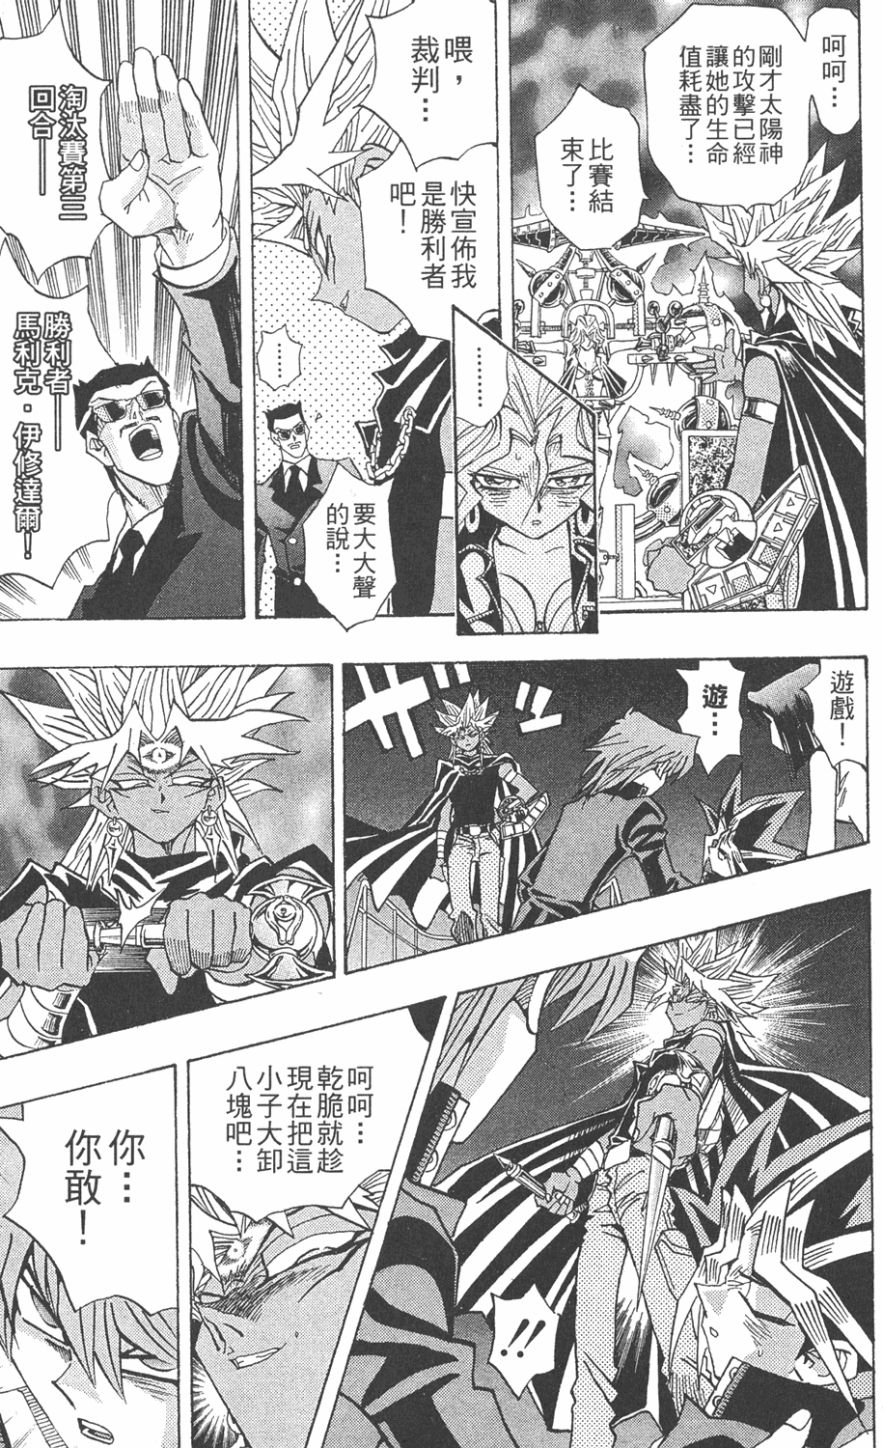 呵呵…
剛才太陽神
的攻擊已經
讓她的生命
值耗盡了…
比賽結
束了…
………
喂，
裁判…
快宣佈我
是勝利者
吧！
……
要大大聲
的說…
淘汰賽第三
回合——
勝利者——
馬利克·伊修達爾！
遊戲！
遊…
!!
呵呵…
乾脆就趁
現在把這
小子大卸
八塊吧…
你…
你敢！